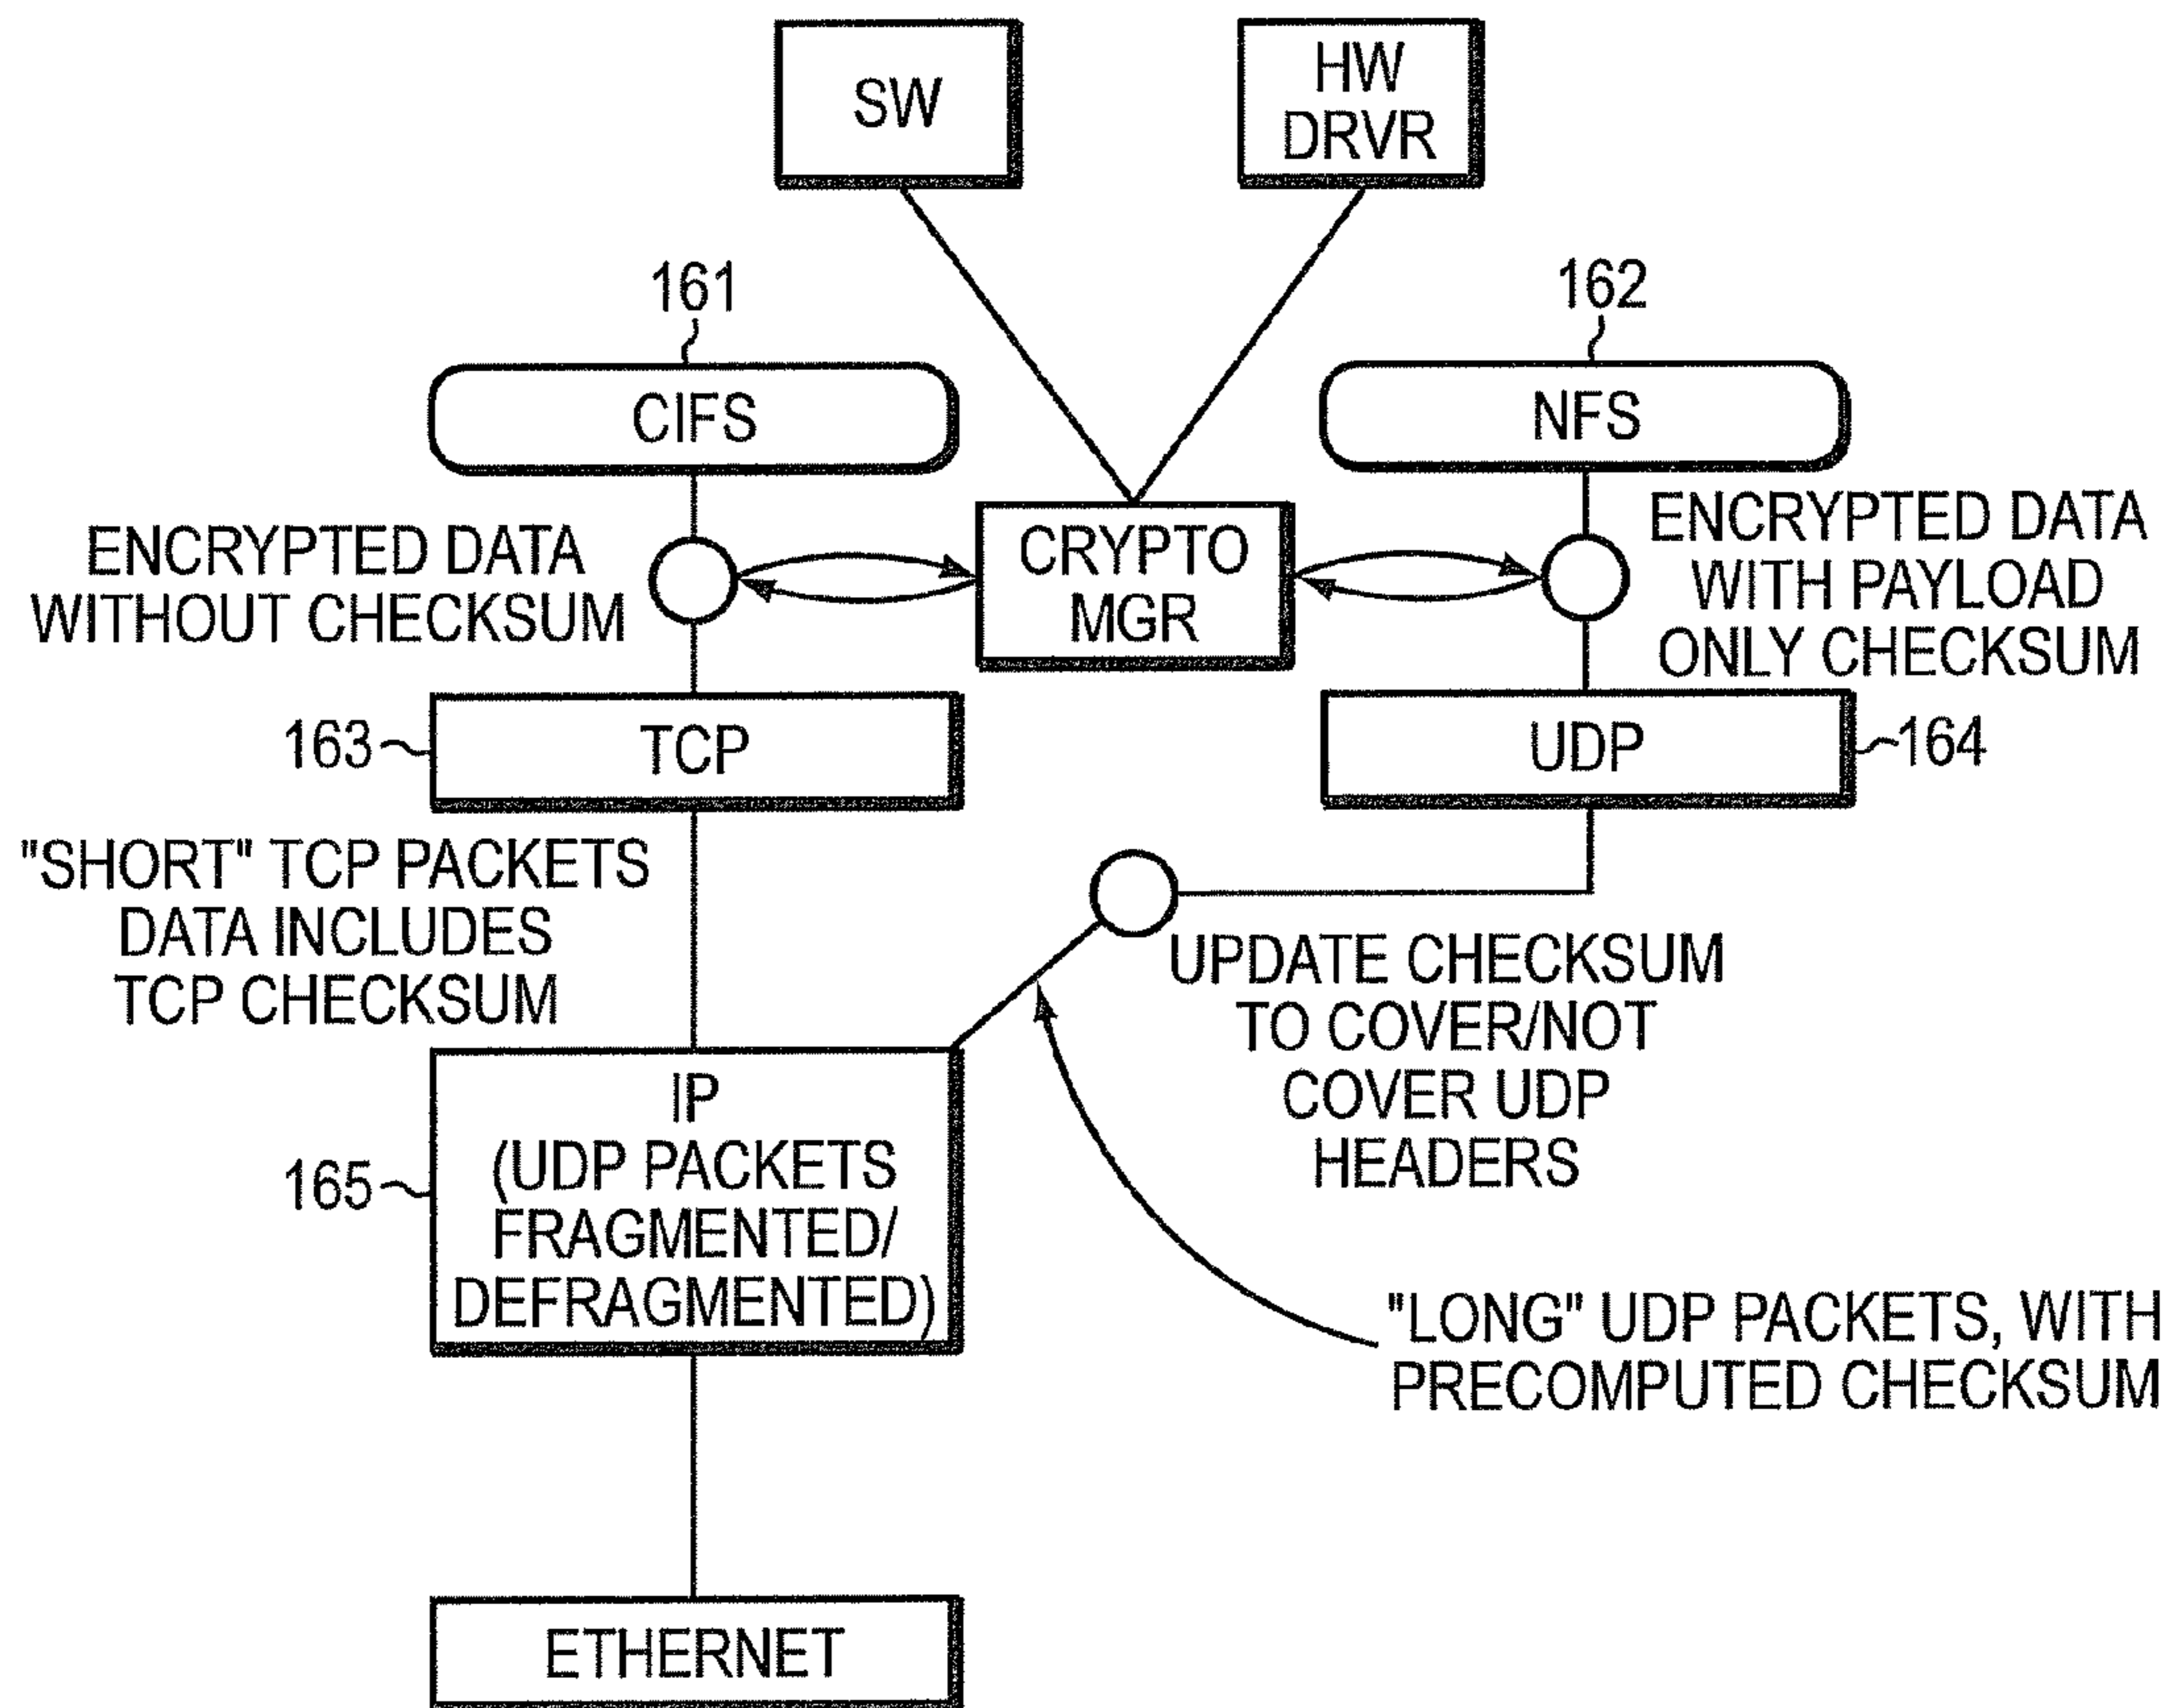 SW
HW
DRVR
161
162
CIFS
NFS
ENCRYPTED DATA
WITHOUT CHECKSUM
CRYPTO
MGR
ENCRYPTED DATA
WITH PAYLOAD
ONLY CHECKSUM
163
TCP
UDP
164
"SHORT" TCP PACKETS
DATA INCLUDES
TCP CHECKSUM
UPDATE CHECKSUM
TO COVER/NOT
COVER UDP
HEADERS
165
IP
(UDP PACKETS
FRAGMENTED/
DEFRAGMENTED)
"LONG" UDP PACKETS, WITH
PRECOMPUTED CHECKSUM
ETHERNET